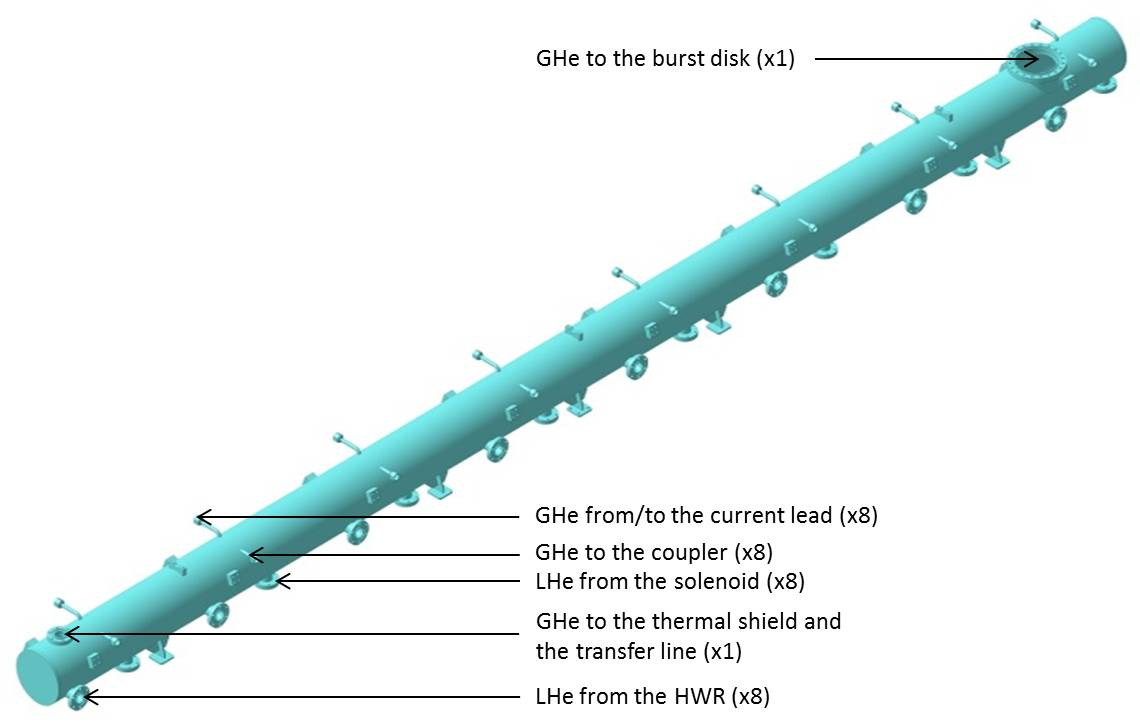 GHe to the burst disk (x1)
GHe from/to the current lead (x8)
GHe to the coupler (x8)
LHe from the solenoid (x8)
GHe to the thermal shield and
the transfer line (x1)
LHe from the HWR (x8)